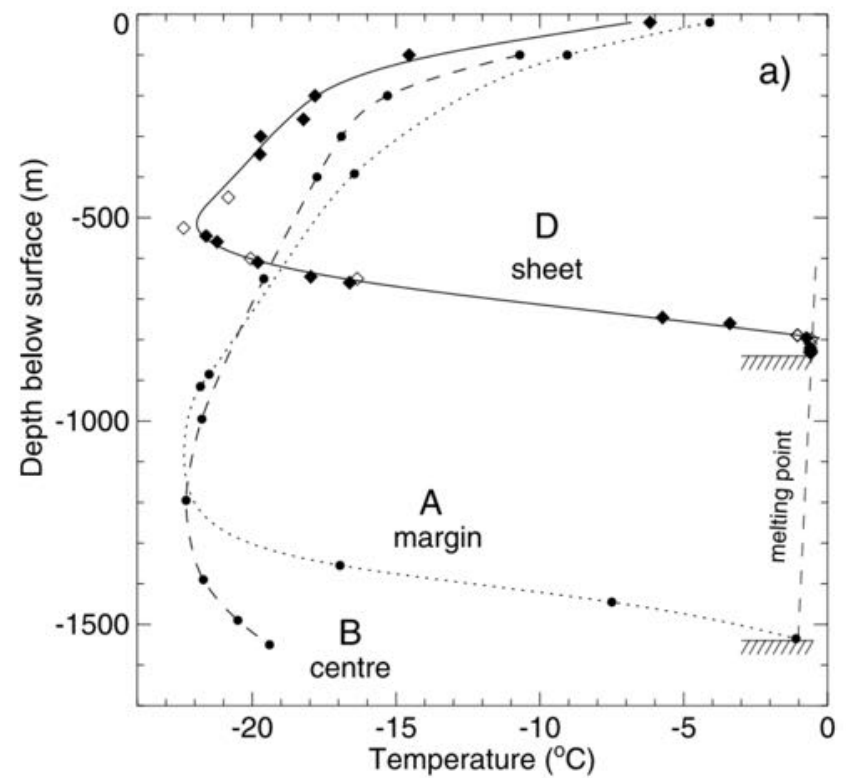 0
a)
-500
D
sheet
-1000
melting point
A
margin
-1500
B
centre
-20
-15
-10
-5
0
Temperature (°C)
Depth below surface (m)